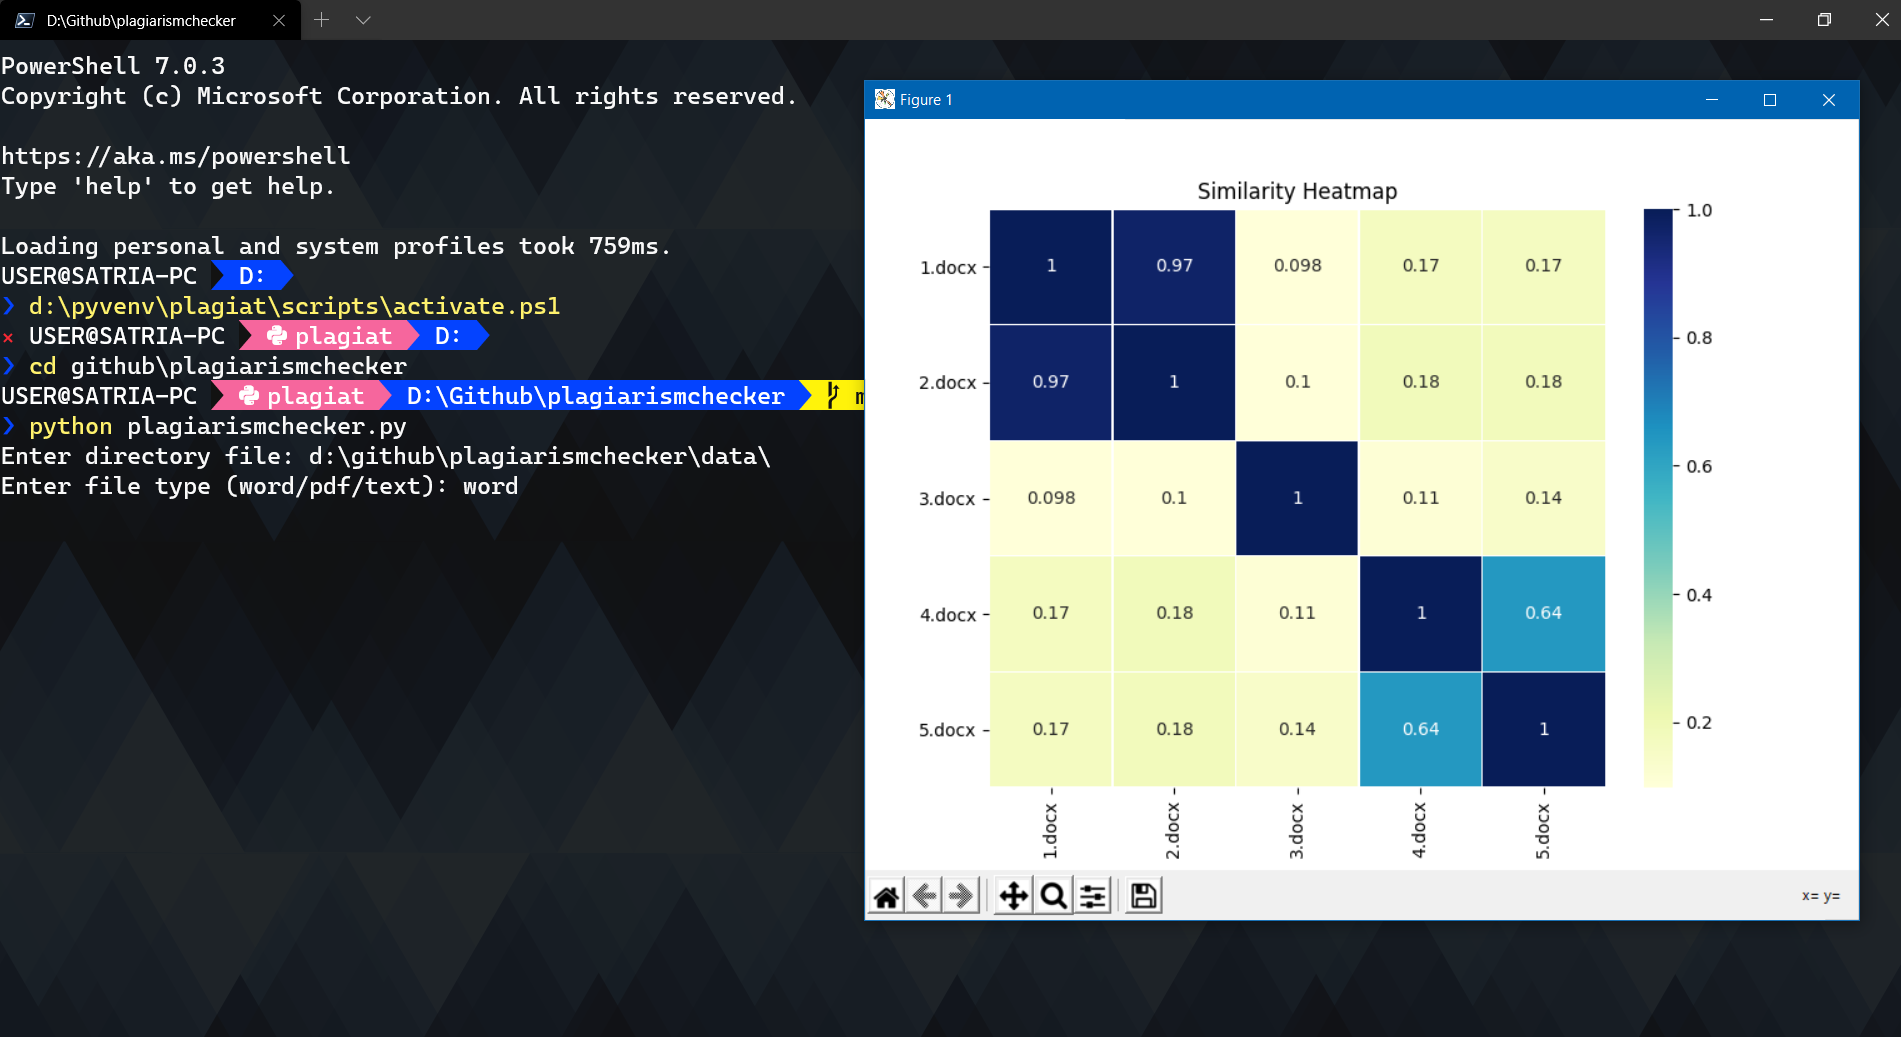 D:\Github\plagiarismchecker
PowerShell 7.0.3
Copyright (c) Microsoft Corporation. All rights reserved.
https://aka.ms/powershell
Type 'help' to get help.
Loading personal and system profiles took 759ms.
USER@SATRIA-PC D:
❯ d:\pyvenv\plagiat\scripts\activate.ps1
× USER@SATRIA-PC plagiat D:
❯ cd github\plagiarismchecker
USER@SATRIA-PC plagiat D:\Github\plagiarismchecker
❯ python plagiarismchecker.py
Enter directory file: d:\github\plagiarismchecker\data\
Enter file type (word/pdf/text): word
Figure 1
Similarity Heatmap
1.docx 1 0.97 0.098 0.17 0.17
2.docx 0.97 1 0.1 0.18 0.18
3.docx 0.098 0.1 1 0.11 0.14
4.docx 0.17 0.18 0.11 1 0.64
5.docx 0.17 0.18 0.14 0.64 1
1.docx 2.docx 3.docx 4.docx 5.docx
1.0
0.8
0.6
0.4
0.2
x= y=